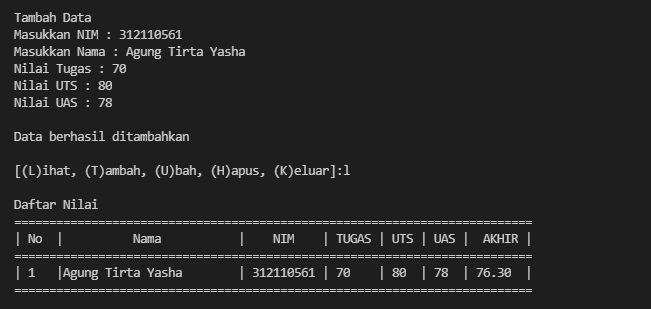 Tambah Data
Masukkan NIM : 312110561
Masukkan Nama : Agung Tirta Yasha
Nilai Tugas : 70
Nilai UTS : 80
Nilai UAS : 78
Data berhasil ditambahkan
[(L)ihat, (T)ambah, (U)bah, (H)apus, (K)eluar]:l
Daftar Nilai
==========================================================================
| No  |          Nama           |    NIM    | TUGAS | UTS | UAS |  AKHIR |
==========================================================================
| 1   |Agung Tirta Yasha        | 312110561 | 70    | 80  | 78  | 76.30  |
==========================================================================